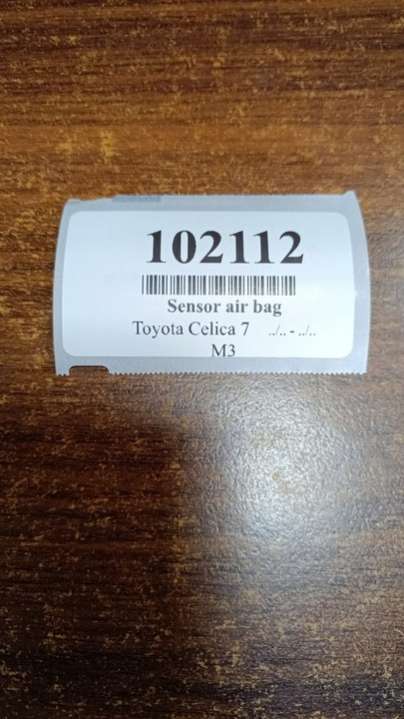 102112
Sensor air bag
Toyota Celica 7 ../.. - ../..
M3